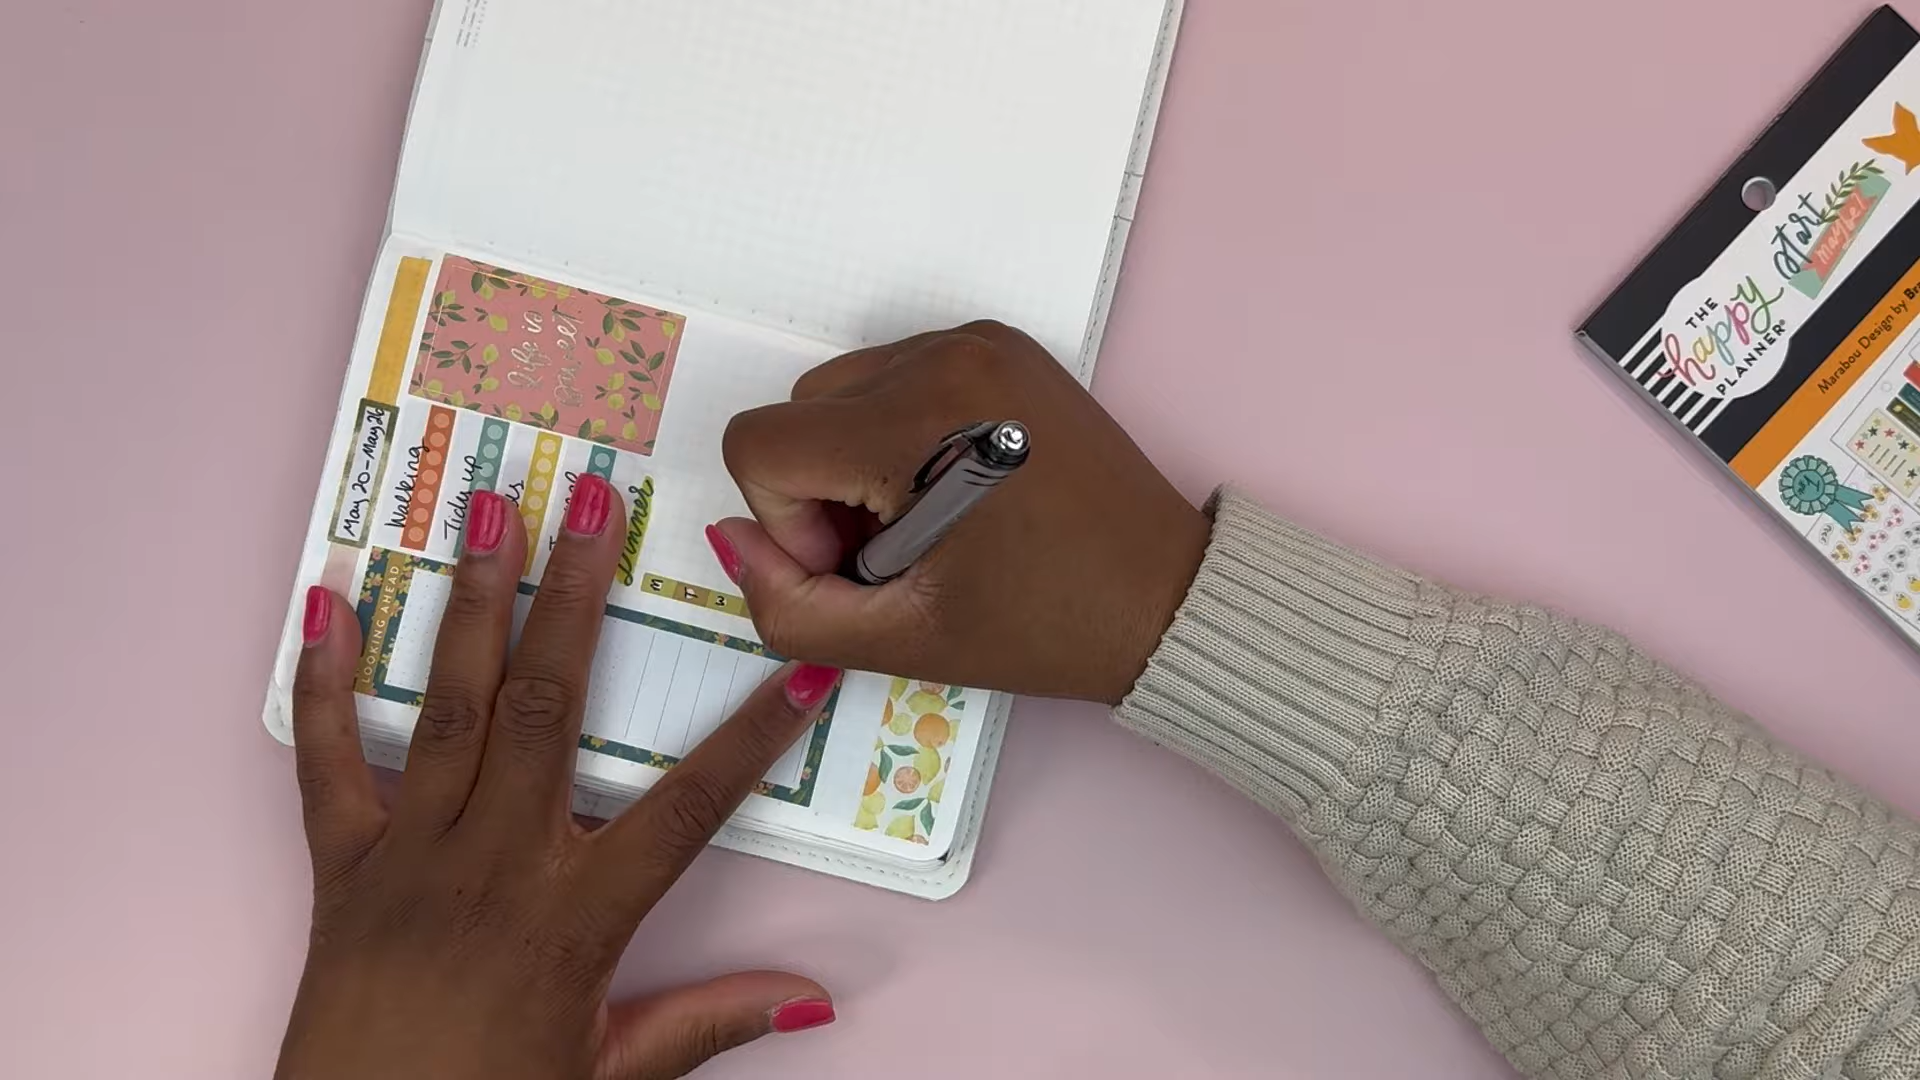 May 20 - May 26
Life is
sweet.
Walking
Tidy up
Dinner
M
T
W
LOOKING AHEAD
THE
happy
PLANNER®
start
maybe!
Marabou Design by